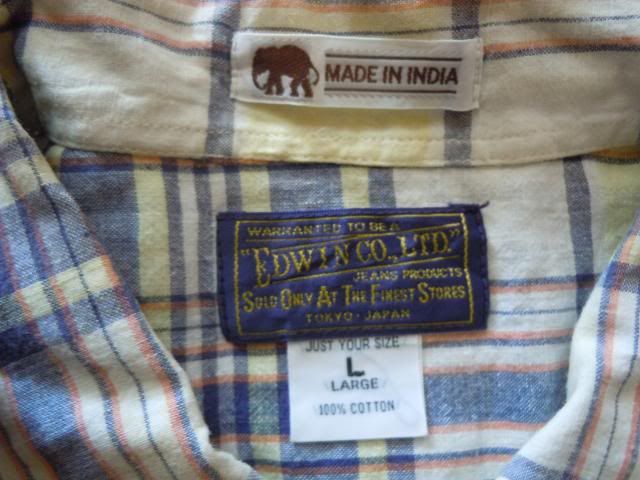 MADE IN INDIA
WARRANTED TO BE A
"EDWIN CO., LTD."
JEANS PRODUCTS
SOLD ONLY AT THE FINEST STORES
TOKYO · JAPAN
JUST YOUR SIZE
L
LARGE
100% COTTON